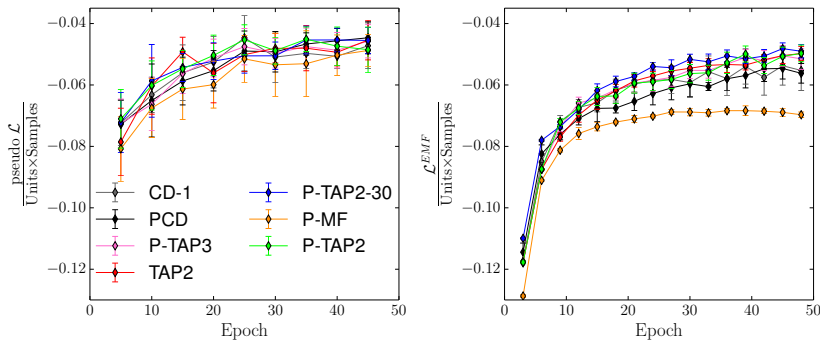 −0.04
−0.06
−0.08
−0.10
−0.12
pseudo ℒ
Units×Samples
CD-1
PCD
P-TAP3
TAP2
P-TAP2-30
P-MF
P-TAP2
0 10 20 30 40 50
Epoch
−0.04
−0.06
−0.08
−0.10
−0.12
ℒ^EMF
Units×Samples
0 10 20 30 40 50
Epoch